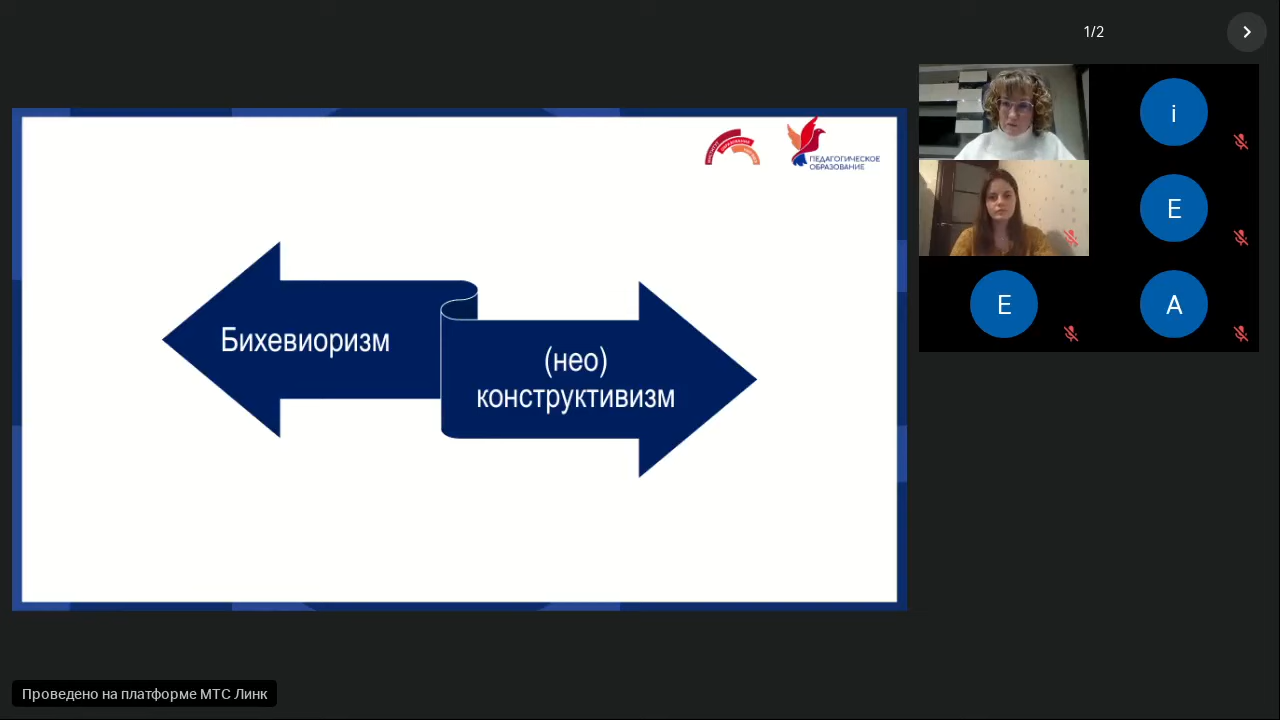 1/2
ПЕДАГОГИЧЕСКОЕ
ОБРАЗОВАНИЕ
Бихевиоризм
(нео)
конструктивизм
i
E
E
A
Проведено на платформе МТС Линк